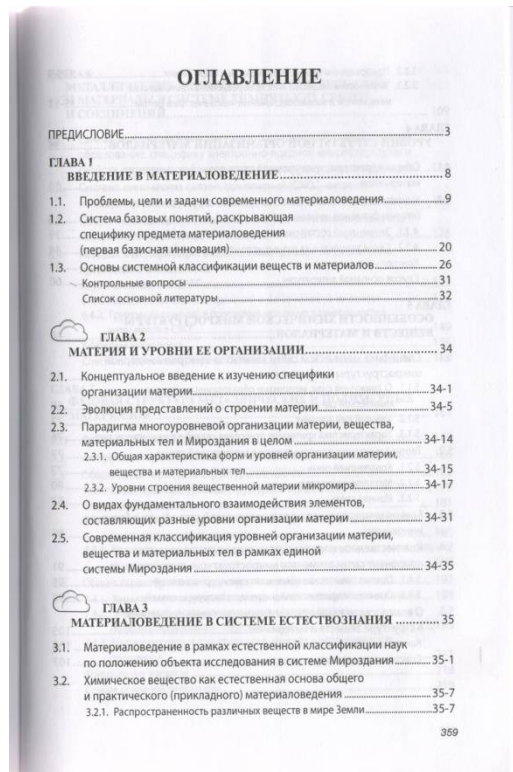 ОГЛАВЛЕНИЕ
ПРЕДИСЛОВИЕ............3
ГЛАВА 1
ВВЕДЕНИЕ В МАТЕРИАЛОВЕДЕНИЕ............8
1.1. Проблемы, цели и задачи современного материаловедения............9
1.2. Система базовых понятий, раскрывающая
специфику предмета материаловедения
(первая базисная инновация)............20
1.3. Основы системной классификации веществ и материалов............26
Контрольные вопросы............31
Список основной литературы............32
ГЛАВА 2
МАТЕРИЯ И УРОВНИ ЕЕ ОРГАНИЗАЦИИ............34
2.1. Концептуальное введение к изучению специфики
организации материи............34-1
2.2. Эволюция представлений о строении материи............34-5
2.3. Парадигма многоуровневой организации материи, вещества,
материальных тел и Мироздания в целом............34-14
2.3.1. Общая характеристика форм и уровней организации материи,
вещества и материальных тел............34-15
2.3.2. Уровни строения вещественной материи микромира............34-17
2.4. О видах фундаментального взаимодействия элементов,
составляющих разные уровни организации материи............34-31
2.5. Современная классификация уровней организации материи,
вещества и материальных тел в рамках единой
системы Мироздания............34-35
ГЛАВА 3
МАТЕРИАЛОВЕДЕНИЕ В СИСТЕМЕ ЕСТЕСТВОЗНАНИЯ............35
3.1. Материаловедение в рамках естественной классификации наук
по положению объекта исследования в системе Мироздания............35-1
3.2. Химическое вещество как естественная основа общего
и практического (прикладного) материаловедения............35-7
3.2.1. Распространенность различных веществ в мире Земли............35-7
359